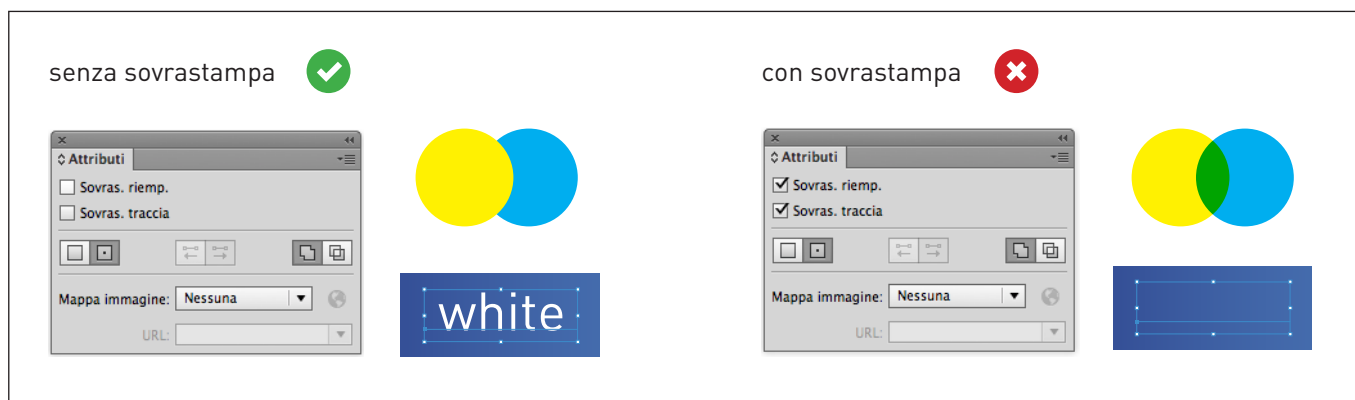 senza sovrastampa
Attributi
Sovras. riemp.
Sovras. traccia
Mappa immagine: Nessuna
URL:
white
con sovrastampa
Attributi
Sovras. riemp.
Sovras. traccia
Mappa immagine: Nessuna
URL: